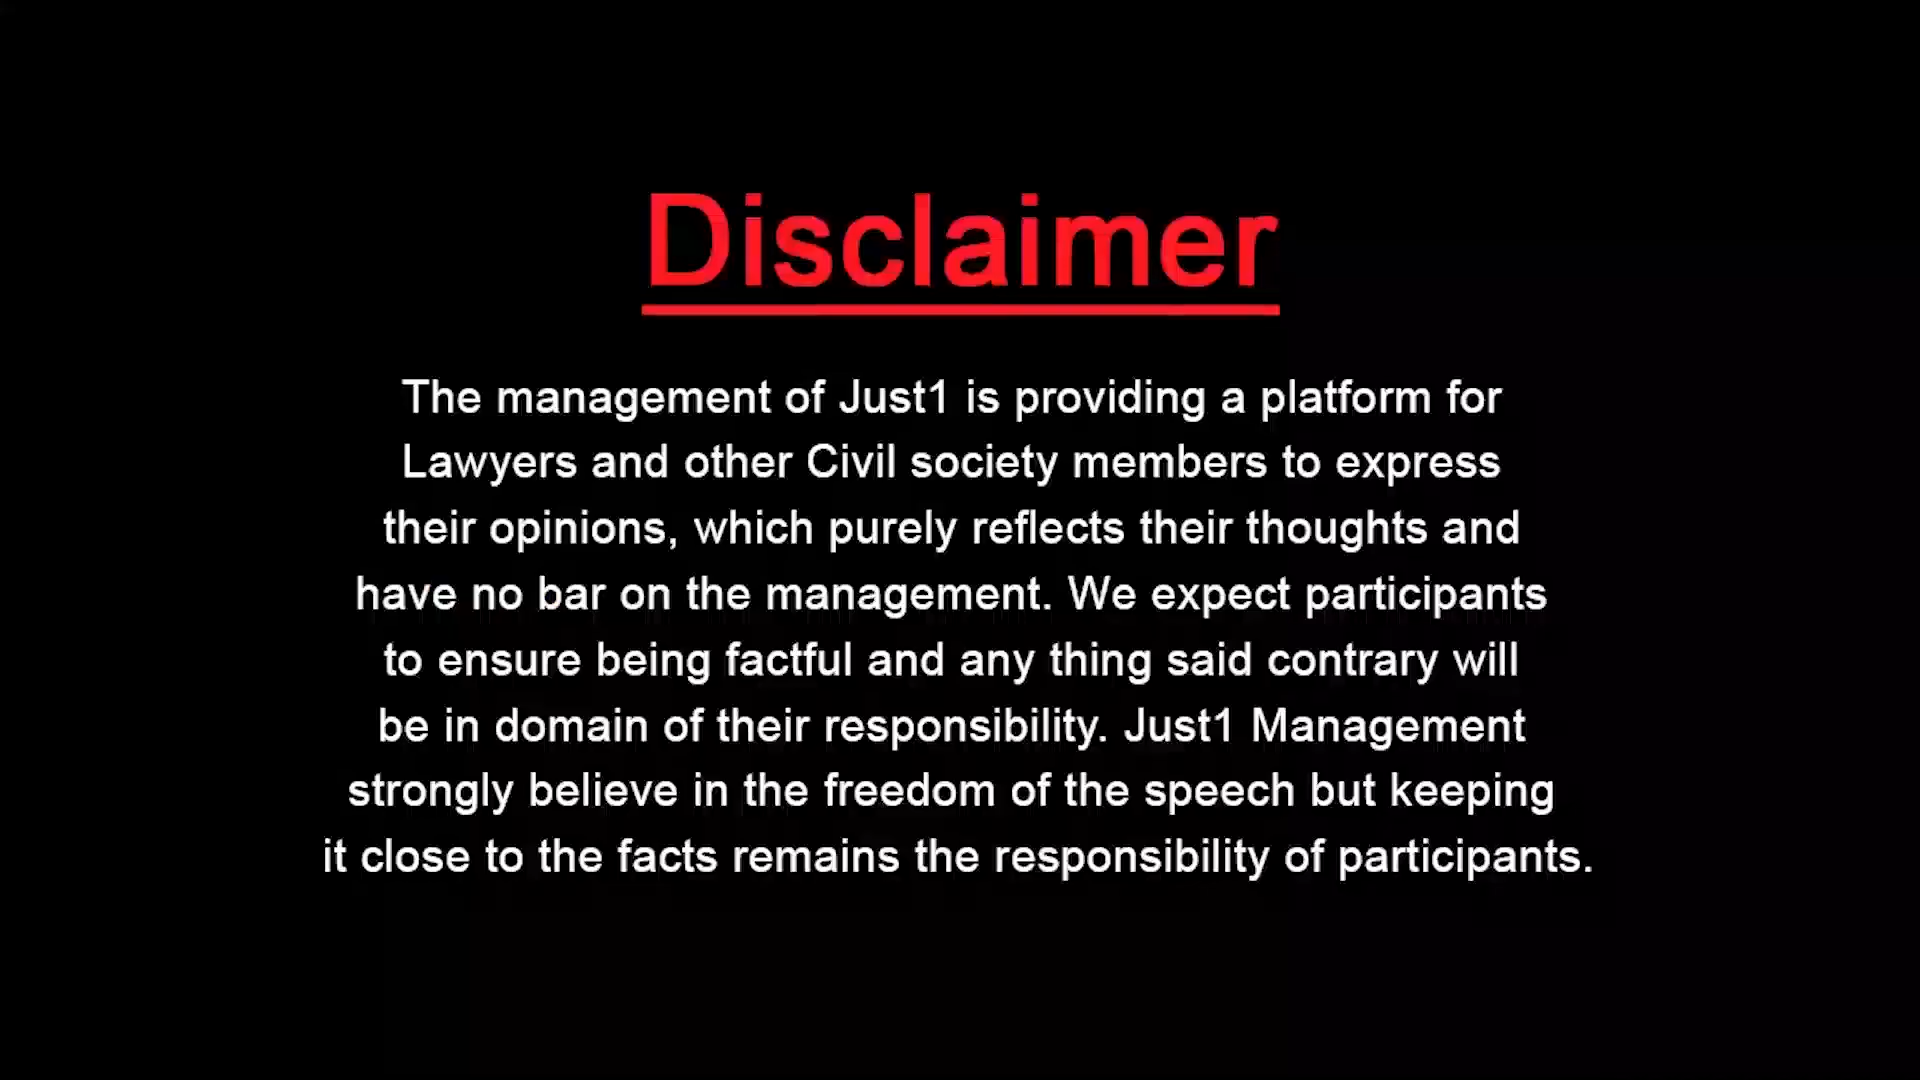 Disclaimer
The management of Just1 is providing a platform for
Lawyers and other Civil society members to express
their opinions, which purely reflects their thoughts and
have no bar on the management. We expect participants
to ensure being factful and any thing said contrary will
be in domain of their responsibility. Just1 Management
strongly believe in the freedom of the speech but keeping
it close to the facts remains the responsibility of participants.